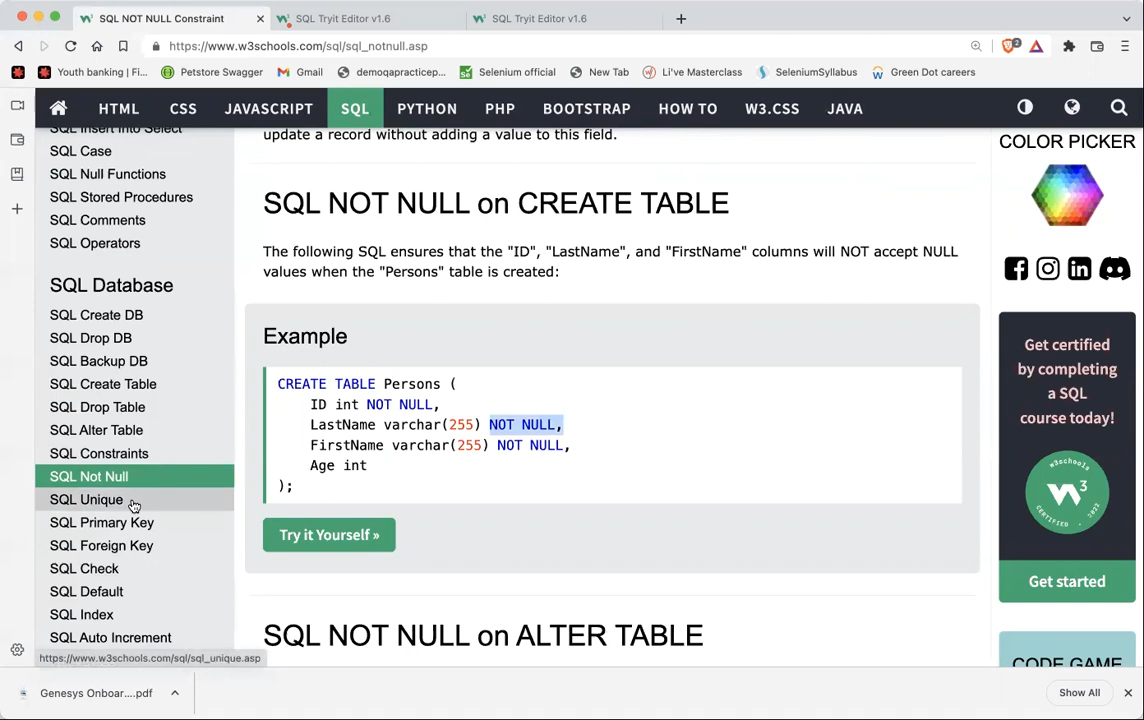 SQL NOT NULL Constraint
SQL Tryit Editor v1.6
SQL Tryit Editor v1.6
https://www.w3schools.com/sql/sql_notnull.asp
2
Youth banking | Fi...
Petstore Swagger
Gmail
demoqapracticep...
Selenium official
New Tab
Li've Masterclass
SeleniumSyllabus
Green Dot careers
HTML
CSS
JAVASCRIPT
SQL
PYTHON
PHP
BOOTSTRAP
HOW TO
W3.CSS
JAVA
SQL Insert Into Select
SQL Case
SQL Null Functions
SQL Stored Procedures
SQL Comments
SQL Operators
SQL Database
SQL Create DB
SQL Drop DB
SQL Backup DB
SQL Create Table
SQL Drop Table
SQL Alter Table
SQL Constraints
SQL Not Null
SQL Unique
SQL Primary Key
SQL Foreign Key
SQL Check
SQL Default
SQL Index
SQL Auto Increment
https://www.w3schools.com/sql/sql_unique.asp
update a record without adding a value to this field.
SQL NOT NULL on CREATE TABLE
The following SQL ensures that the "ID", "LastName", and "FirstName" columns will NOT accept NULL
values when the "Persons" table is created:
Example
CREATE TABLE Persons (
ID int NOT NULL,
LastName varchar(255) NOT NULL,
FirstName varchar(255) NOT NULL,
Age int
);
Try it Yourself »
SQL NOT NULL on ALTER TABLE
COLOR PICKER
Get certified
by completing
a SQL
course today!
w3schools
W3
CERTIFIED . 2022
Get started
CODE GAME
Genesys Onboar....pdf
Show All